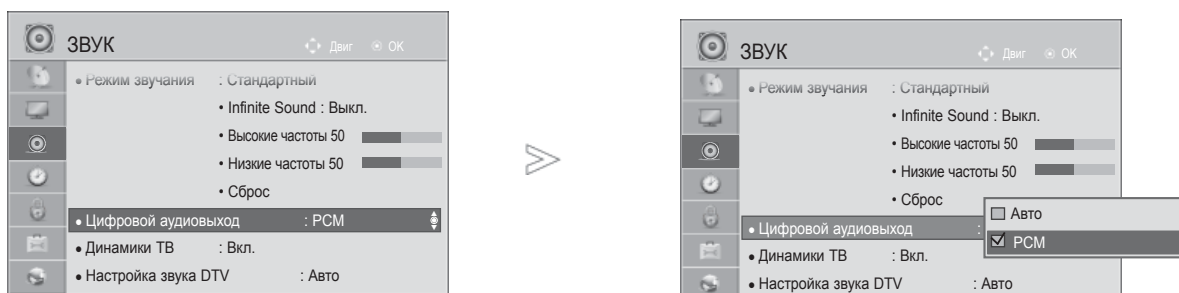 ЗВУК
Двиг ОК
• Режим звучания : Стандартный
• Infinite Sound : Выкл.
• Высокие частоты 50
• Низкие частоты 50
• Сброс
• Цифровой аудиовыход : PCM
• Динамики ТВ : Вкл.
• Настройка звука DTV : Авто
ЗВУК
Двиг ОК
• Режим звучания : Стандартный
• Infinite Sound : Выкл.
• Высокие частоты 50
• Низкие частоты 50
• Сброс
• Цифровой аудиовыход :
Авто
PCM
• Динамики ТВ : Вкл.
• Настройка звука DTV : Авто